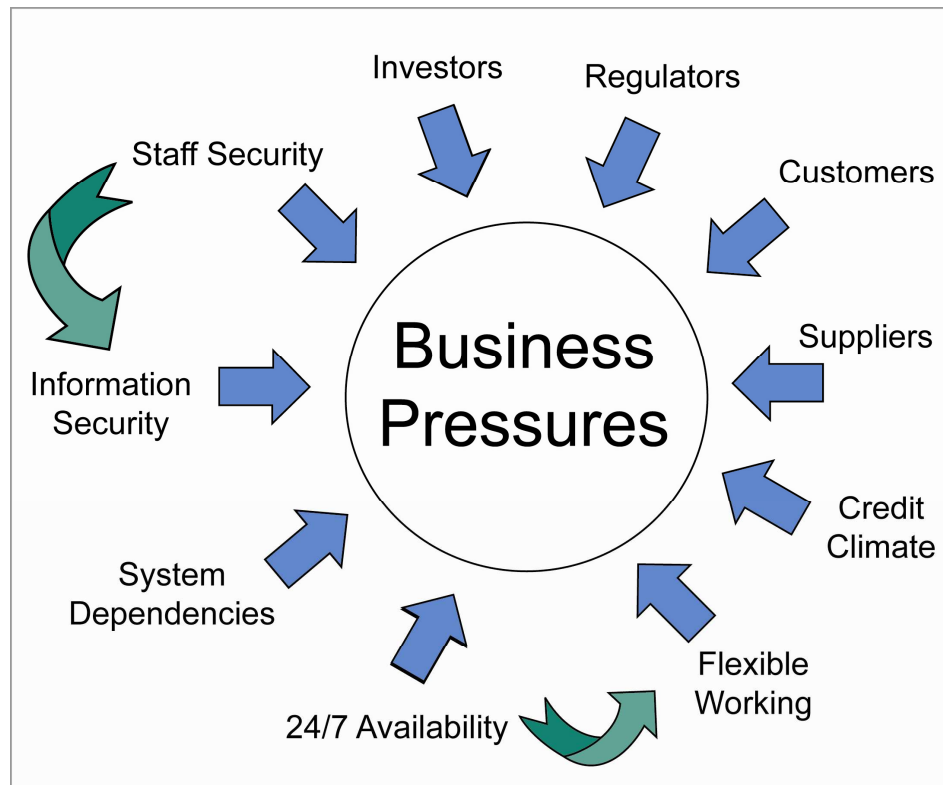 Investors
Regulators
Staff Security
Customers
Business
Pressures
Suppliers
Information
Security
Credit
Climate
System
Dependencies
Flexible
Working
24/7 Availability